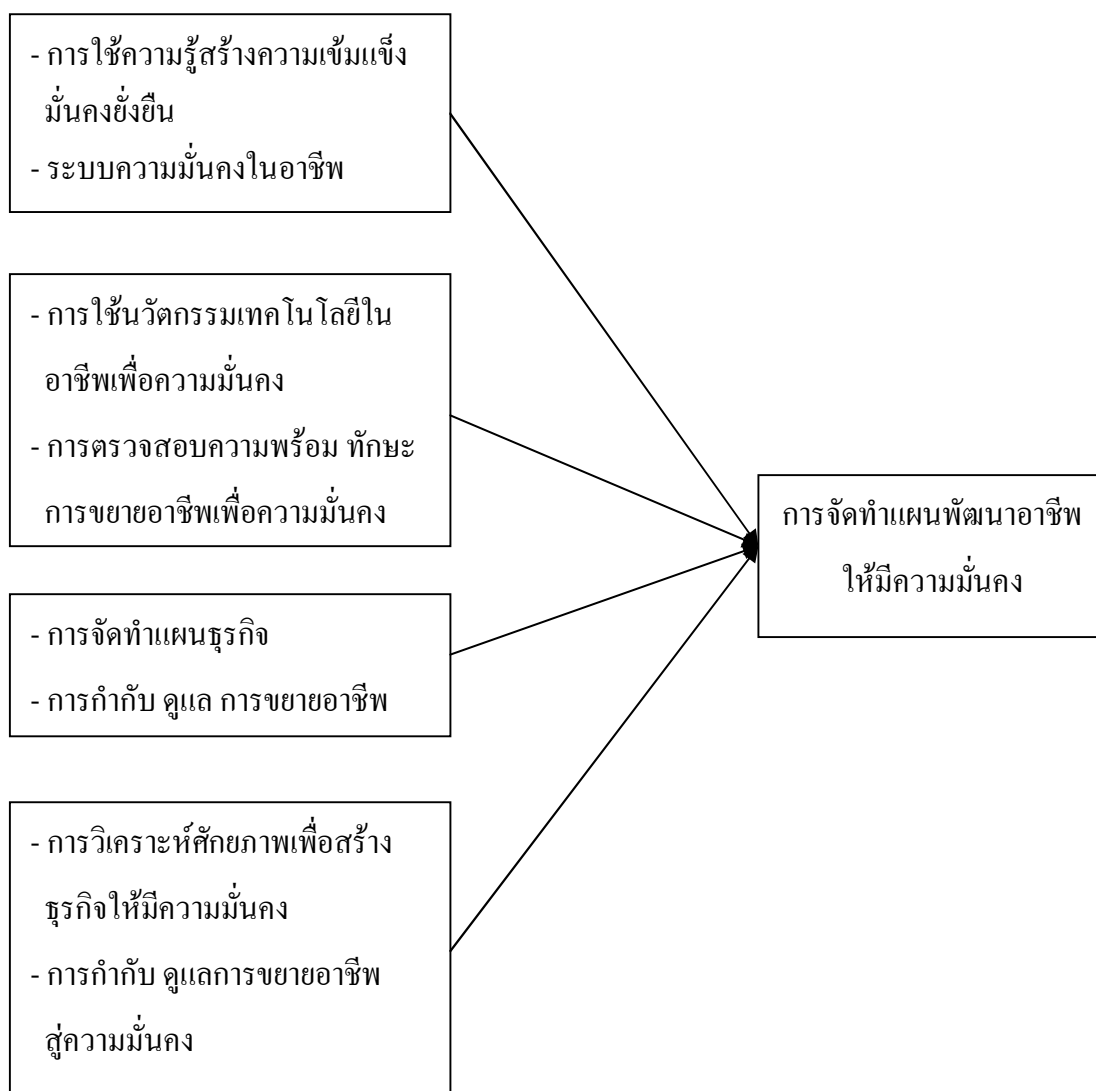 - การใช้ความรู้สร้างความเข้มแข็ง
มั่นคงยั่งยืน
- ระบบความมั่นคงในอาชีพ
- การใช้นวัตกรรมเทคโนโลยีใน
อาชีพเพื่อความมั่นคง
- การตรวจสอบความพร้อม ทักษะ
การขยายอาชีพเพื่อความมั่นคง
- การจัดทำแผนธุรกิจ
- การกำกับ ดูแล การขยายอาชีพ
- การวิเคราะห์ศักยภาพเพื่อสร้าง
ธุรกิจให้มีความมั่นคง
- การกำกับ ดูแลการขยายอาชีพ
สู่ความมั่นคง
การจัดทำแผนพัฒนาอาชีพ
ให้มีความมั่นคง